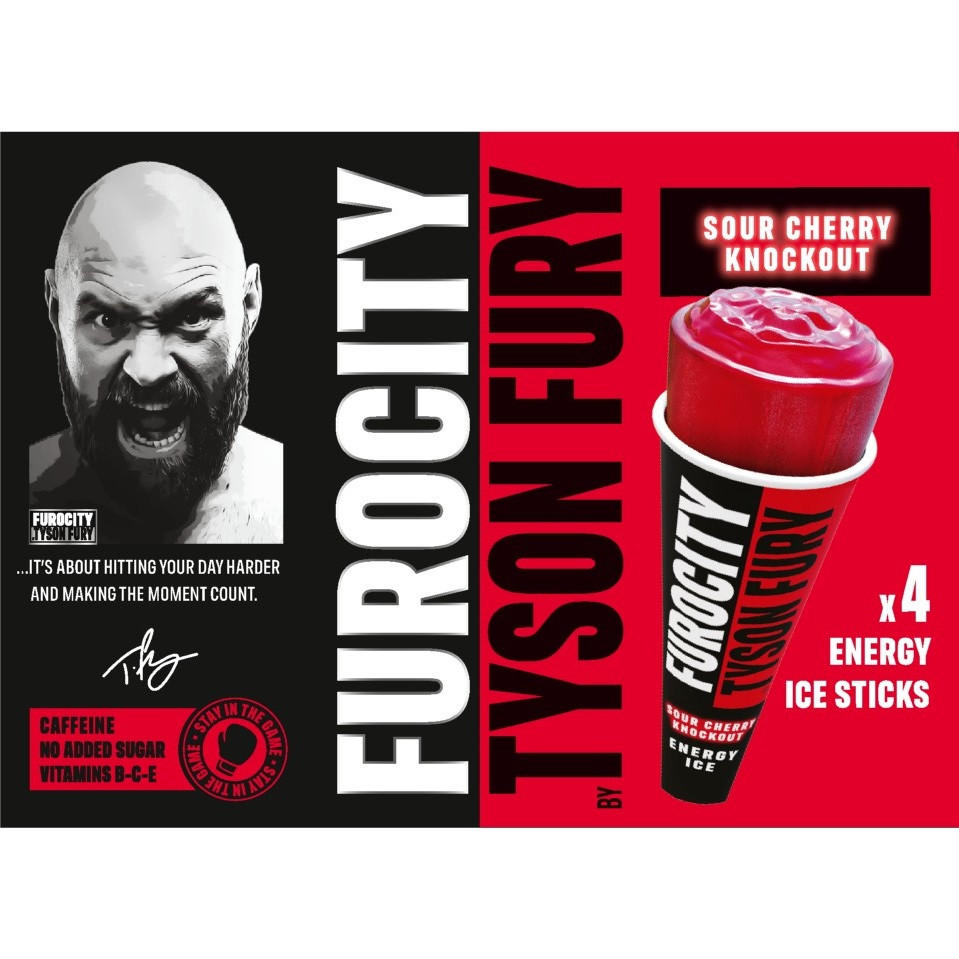 FUROCITY
TYSON FURY
...IT'S ABOUT HITTING YOUR DAY HARDER
AND MAKING THE MOMENT COUNT.
T.Fury
CAFFEINE
NO ADDED SUGAR
VITAMINS B-C-E
STAY IN THE GAME • STAY IN THE GAME •
FUROCITY
BY TYSON FURY
SOUR CHERRY
KNOCKOUT
FUROCITY
TYSON FURY
SOUR CHERRY
KNOCKOUT
ENERGY
ICE
x4
ENERGY
ICE STICKS